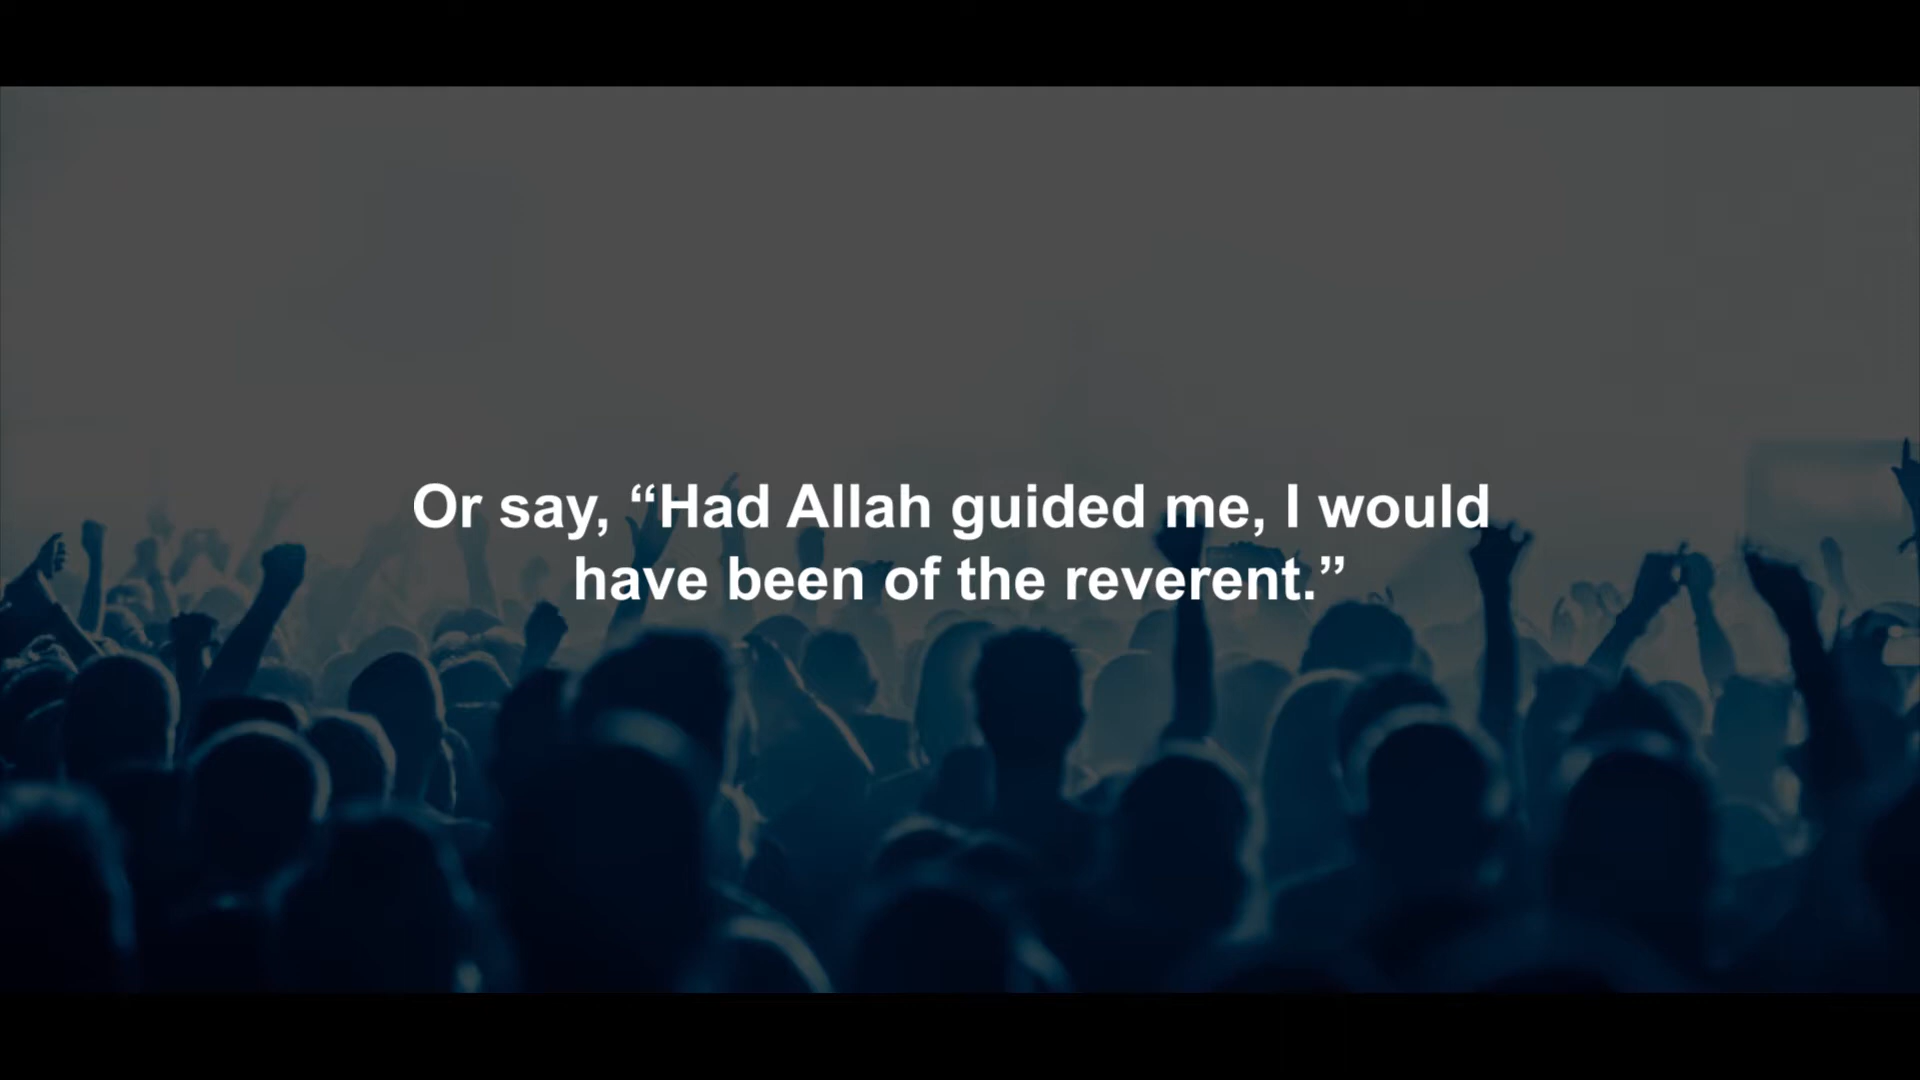 Or say, “Had Allah guided me, I would
have been of the reverent.”